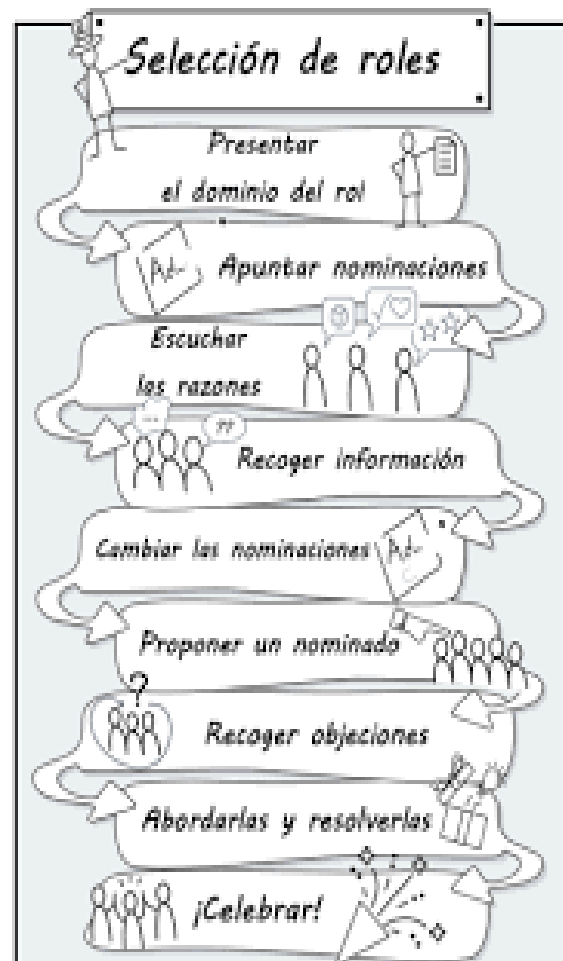 Selección de roles
Presentar
el dominio del rol
Apuntar nominaciones
Escuchar
las razones
Recoger información
Cambiar las nominaciones
Proponer un nominado
?
Recoger objeciones
Abordarlas y resolverlas
¡Celebrar!